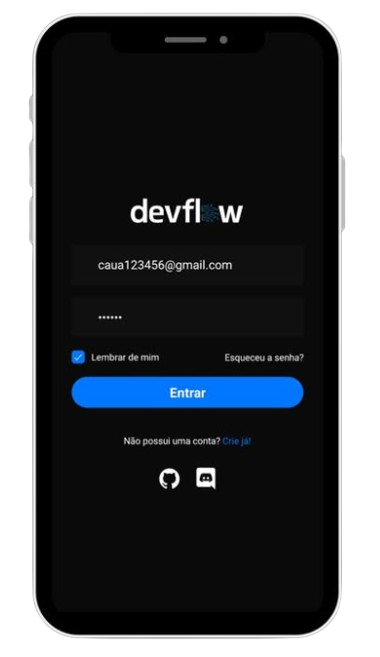 devflow
caua123456@gmail.com
••••••
Lembrar de mim Esqueceu a senha?
Entrar
Não possui uma conta? Crie já!